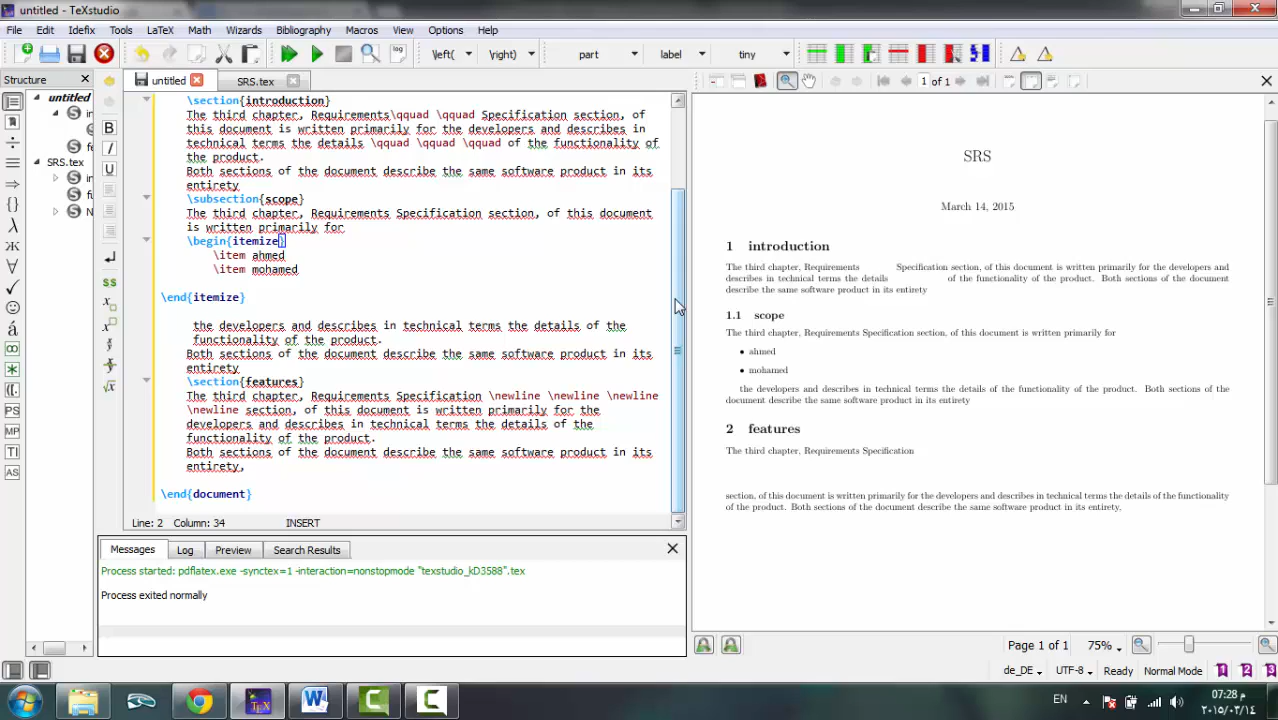 untitled - TeXstudio
File Edit Idefix Tools LaTeX Math Wizards Bibliography Macros View Options Help
log \left( \right) part label tiny
Structure untitled SRS.tex 1 of 1
untitled
SRS.tex
B
I
U
$$
PS
MP
TI
AS
\section{introduction}
The third chapter, Requirements\qquad \qquad Specification section, of
this document is written primarily for the developers and describes in
technical terms the details \qquad \qquad \qquad of the functionality of
the product.
Both sections of the document describe the same software product in its
entirety
\subsection{scope}
The third chapter, Requirements Specification section, of this document
is written primarily for
\begin{itemize}
\item ahmed
\item mohamed
\end{itemize}
the developers and describes in technical terms the details of the
functionality of the product.
Both sections of the document describe the same software product in its
entirety
\section{features}
The third chapter, Requirements Specification \newline \newline \newline
\newline section, of this document is written primarily for the
developers and describes in technical terms the details of the
functionality of the product.
Both sections of the document describe the same software product in its
entirety,
\end{document}
Line: 2 Column: 34 INSERT
Messages Log Preview Search Results
Process started: pdflatex.exe -synctex=1 -interaction=nonstopmode "texstudio_kD3588".tex
Process exited normally
SRS
March 14, 2015
1 introduction
The third chapter, Requirements Specification section, of this document is written primarily for the developers and
describes in technical terms the details of the functionality of the product. Both sections of the document
describe the same software product in its entirety
1.1 scope
The third chapter, Requirements Specification section, of this document is written primarily for
• ahmed
• mohamed
the developers and describes in technical terms the details of the functionality of the product. Both sections of the
document describe the same software product in its entirety
2 features
The third chapter, Requirements Specification
section, of this document is written primarily for the developers and describes in technical terms the details of the functionality
of the product. Both sections of the document describe the same software product in its entirety,
Page 1 of 1 75%
de_DE UTF-8 Ready Normal Mode 1 2 3
EN
07:28 م
٢٠١٥/٠٣/١٤